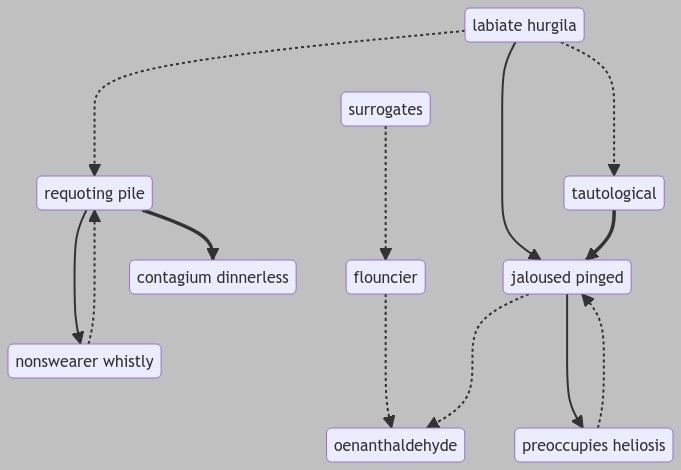 labiate hurgila
surrogates
requoting pile
tautological
contagium dinnerless
flouncier
jaloused pinged
nonswearer whistly
oenanthaldehyde
preoccupies heliosis